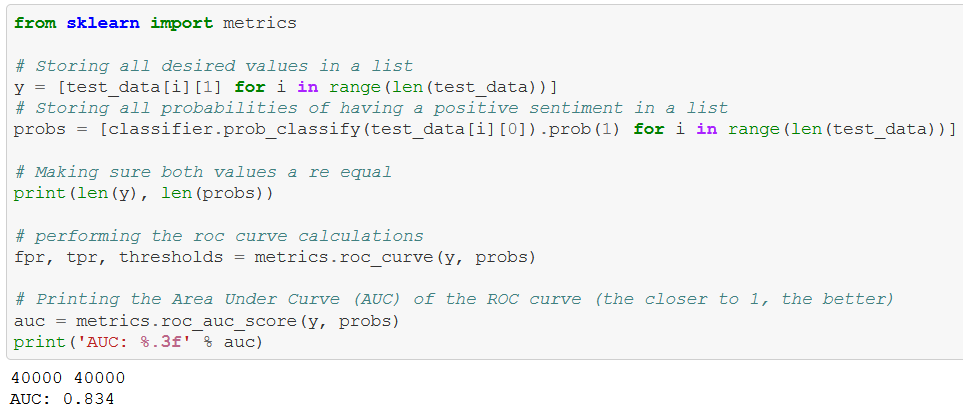 from sklearn import metrics
# Storing all desired values in a list
y = [test_data[i][1] for i in range(len(test_data))]
# Storing all probabilities of having a positive sentiment in a list
probs = [classifier.prob_classify(test_data[i][0]).prob(1) for i in range(len(test_data))]
# Making sure both values a re equal
print(len(y), len(probs))
# performing the roc curve calculations
fpr, tpr, thresholds = metrics.roc_curve(y, probs)
# Printing the Area Under Curve (AUC) of the ROC curve (the closer to 1, the better)
auc = metrics.roc_auc_score(y, probs)
print('AUC: %.3f' % auc)
40000 40000
AUC: 0.834